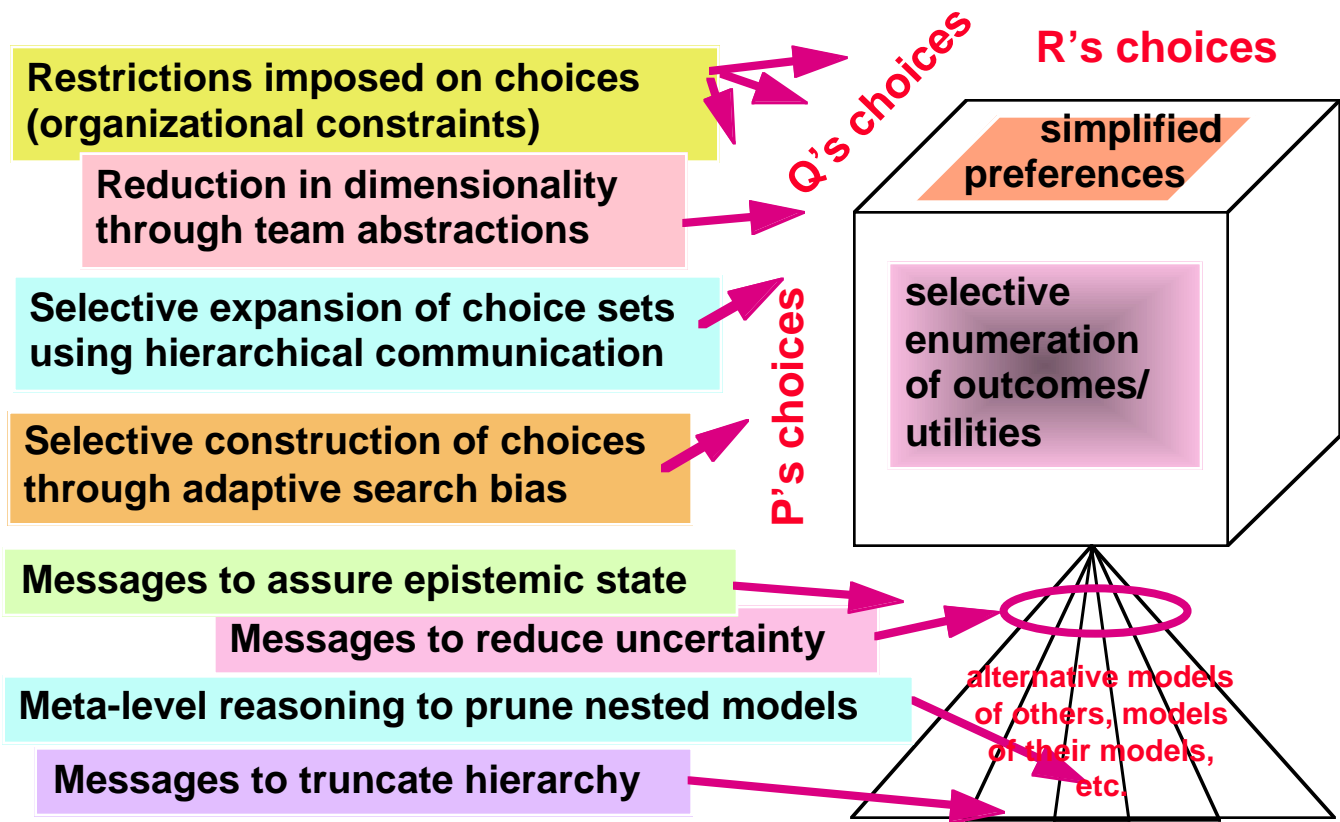 Restrictions imposed on choices
(organizational constraints)
Reduction in dimensionality
through team abstractions
Selective expansion of choice sets
using hierarchical communication
Selective construction of choices
through adaptive search bias
Messages to assure epistemic state
Messages to reduce uncertainty
Meta-level reasoning to prune nested models
Messages to truncate hierarchy
P's choices
Q's choices
R's choices
simplified
preferences
selective
enumeration
of outcomes/
utilities
alternative models
of others, models
of their models,
etc.